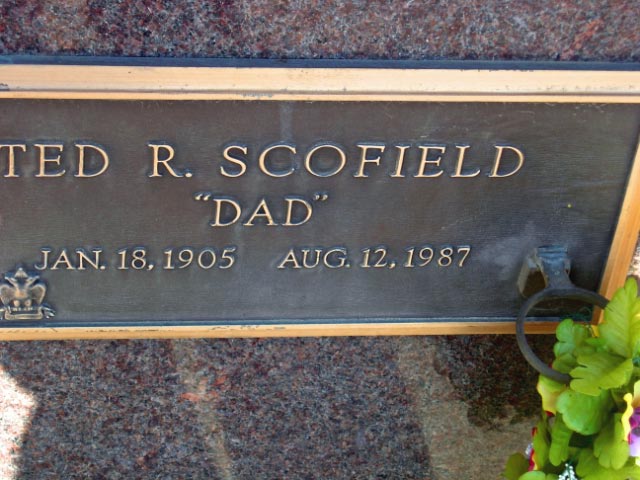 TED R. SCOFIELD
"DAD"
JAN. 18, 1905 AUG. 12, 1987